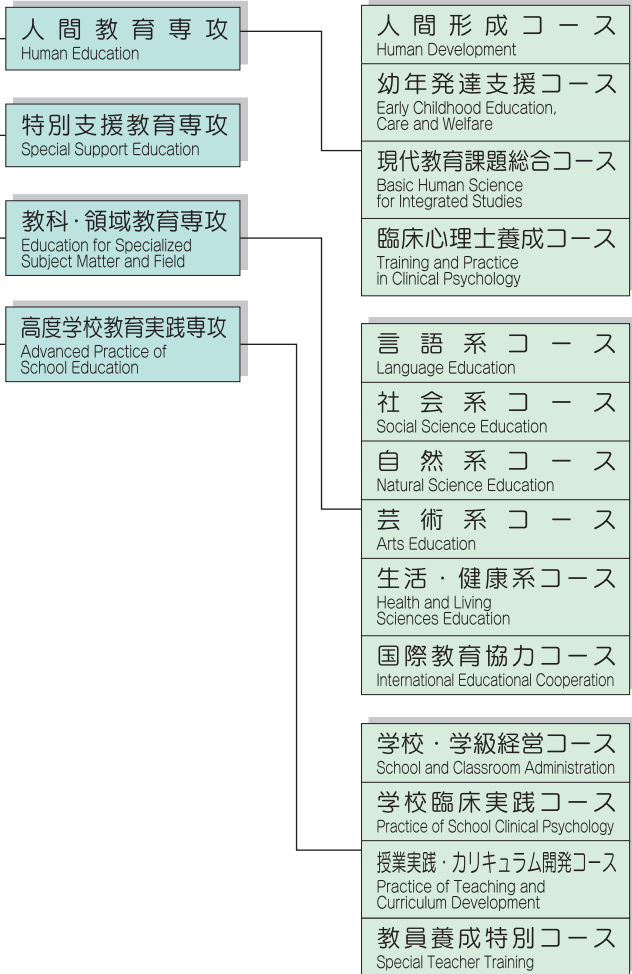 人間教育専攻
Human Education
特別支援教育専攻
Special Support Education
教科・領域教育専攻
Education for Specialized
Subject Matter and Field
高度学校教育実践専攻
Advanced Practice of
School Education
人間形成コース
Human Development
幼年発達支援コース
Early Childhood Education,
Care and Welfare
現代教育課題総合コース
Basic Human Science
for Integrated Studies
臨床心理士養成コース
Training and Practice
in Clinical Psychology
言語系コース
Language Education
社会系コース
Social Science Education
自然系コース
Natural Science Education
芸術系コース
Arts Education
生活・健康系コース
Health and Living
Sciences Education
国際教育協力コース
International Educational Cooperation
学校・学級経営コース
School and Classroom Administration
学校臨床実践コース
Practice of School Clinical Psychology
授業実践・カリキュラム開発コース
Practice of Teaching and
Curriculum Development
教員養成特別コース
Special Teacher Training